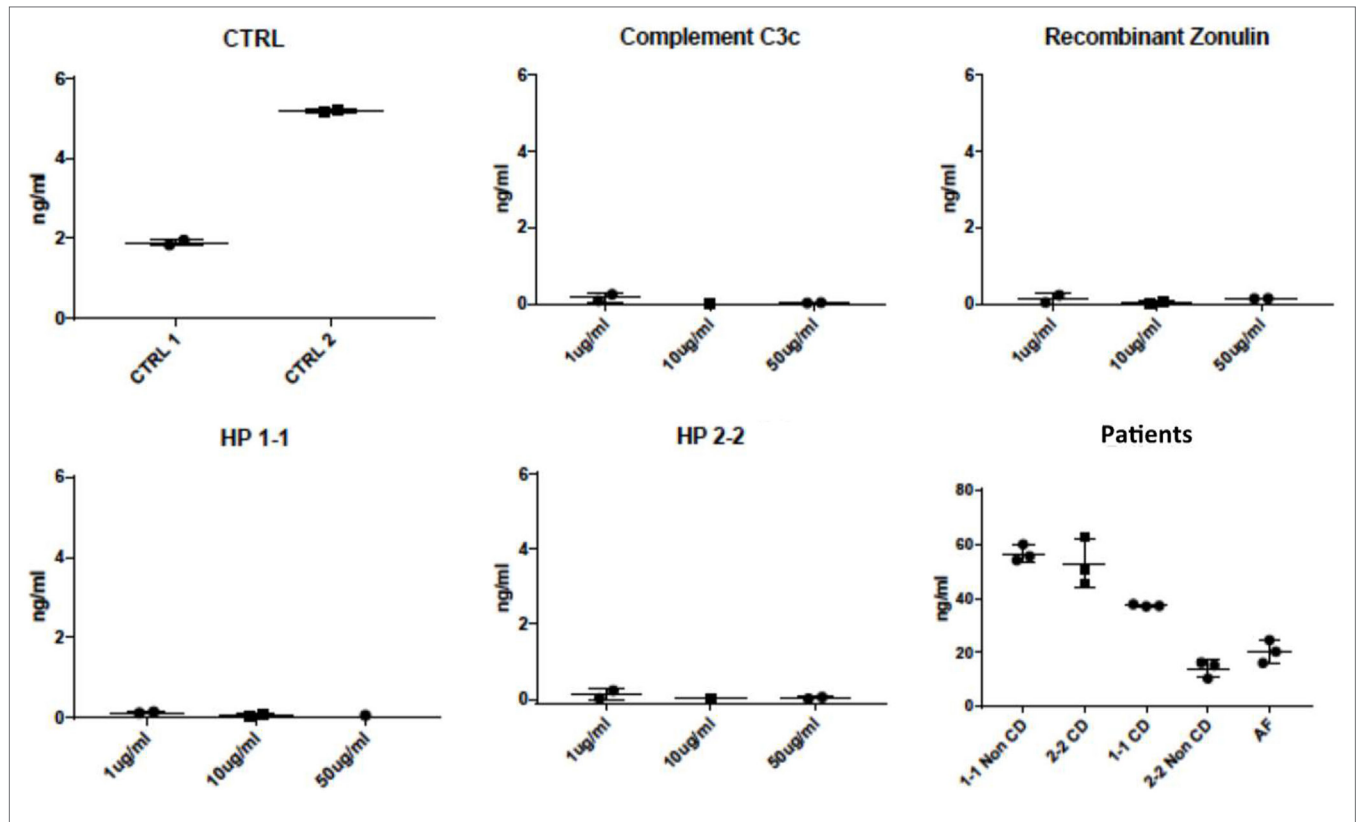 CTRL
6
4
2
0
ng/ml
CTRL 1
CTRL 2
Complement C3c
6
4
2
0
ng/ml
1ug/ml
10ug/ml
50ug/ml
Recombinant Zonulin
6
4
2
0
ng/ml
1ug/ml
10ug/ml
50ug/ml
HP 1-1
6
4
2
0
ng/ml
1ug/ml
10ug/ml
50ug/ml
HP 2-2
6
4
2
0
ng/ml
1ug/ml
10ug/ml
50ug/ml
Patients
80
60
40
20
0
ng/ml
1-1 Non CD
2-2 CD
1-1 CD
2-2 Non CD
AF